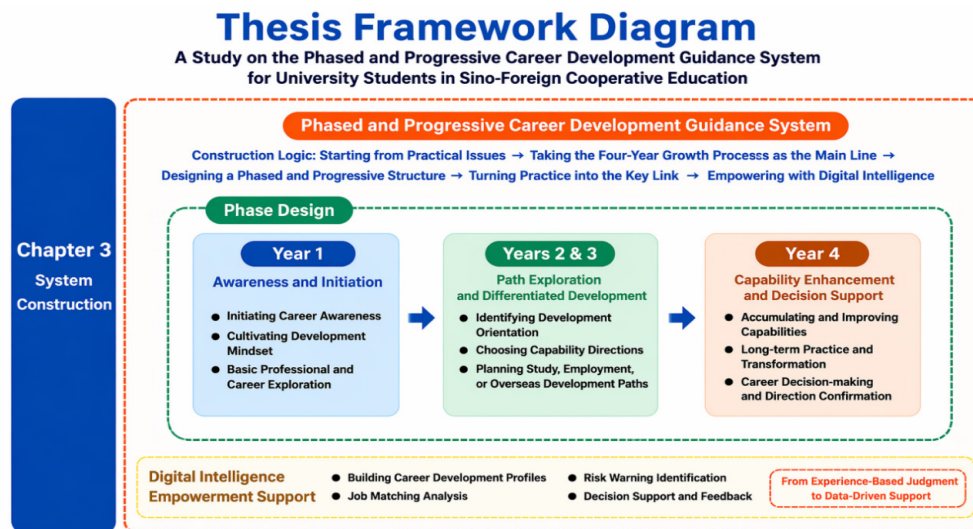 Thesis Framework Diagram
A Study on the Phased and Progressive Career Development Guidance System
for University Students in Sino-Foreign Cooperative Education
Chapter 3
System
Construction
Phased and Progressive Career Development Guidance System
Construction Logic: Starting from Practical Issues → Taking the Four-Year Growth Process as the Main Line →
Designing a Phased and Progressive Structure → Turning Practice into the Key Link → Empowering with Digital Intelligence
Phase Design
Year 1
Awareness and Initiation
● Initiating Career Awareness
● Cultivating Development
Mindset
● Basic Professional and
Career Exploration
Years 2 & 3
Path Exploration
and Differentiated Development
● Identifying Development
Orientation
● Choosing Capability Directions
● Planning Study, Employment,
or Overseas Development Paths
Year 4
Capability Enhancement
and Decision Support
● Accumulating and Improving
Capabilities
● Long-term Practice and
Transformation
● Career Decision-making
and Direction Confirmation
Digital Intelligence
Empowerment Support
● Building Career Development Profiles
● Job Matching Analysis
● Risk Warning Identification
● Decision Support and Feedback
From Experience-Based Judgment
to Data-Driven Support